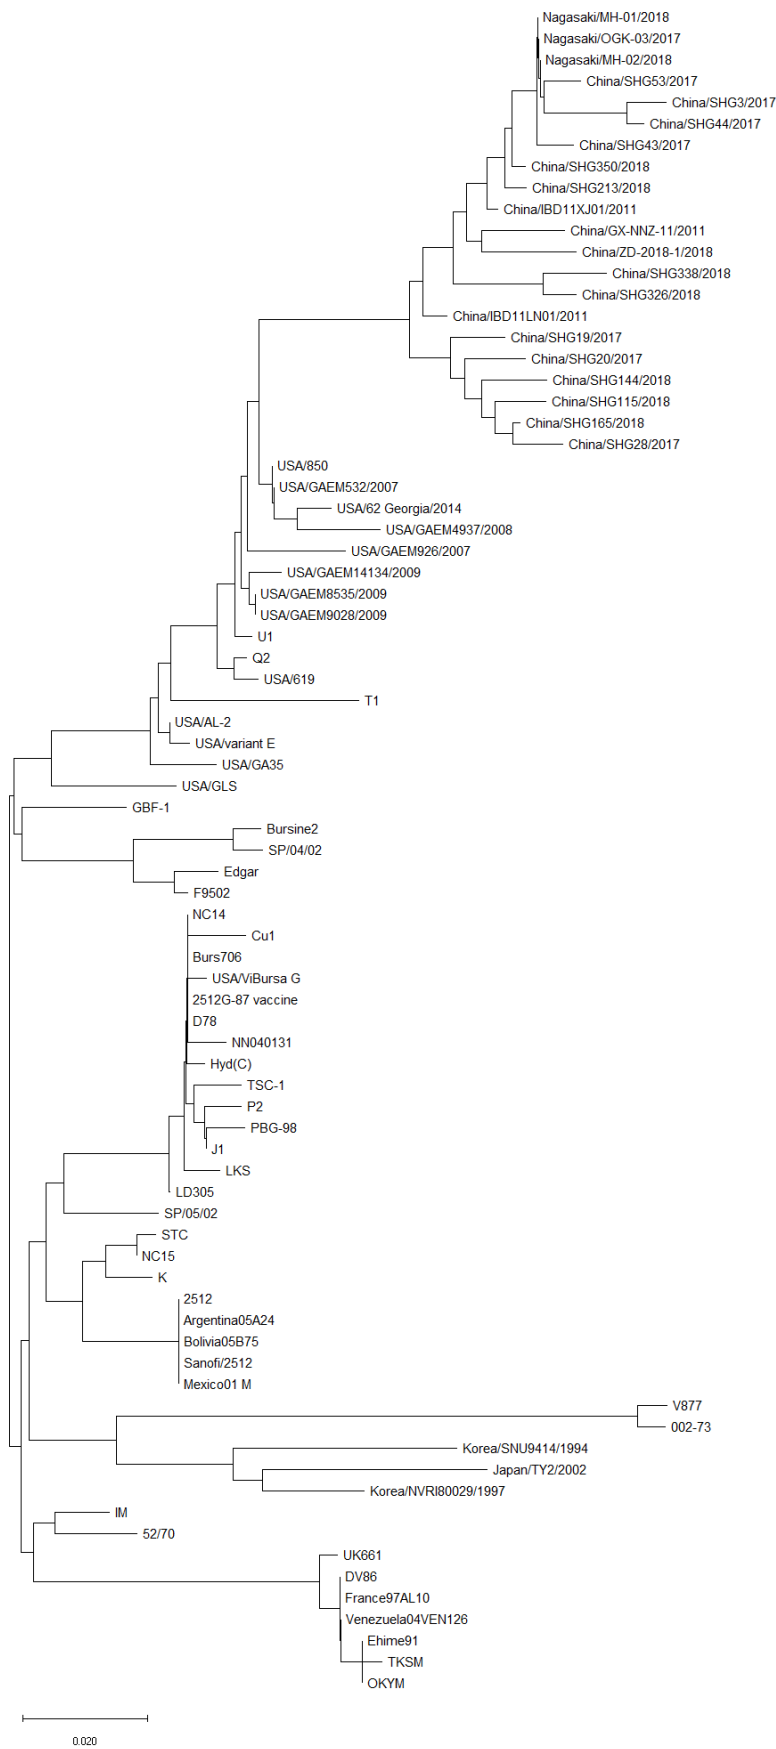 Nagasaki/MH-01/2018
Nagasaki/OGK-03/2017
Nagasaki/MH-02/2018
China/SHG53/2017
China/SHG3/2017
China/SHG44/2017
China/SHG43/2017
China/SHG350/2018
China/SHG213/2018
China/IBD11XJ01/2011
China/GX-NNZ-11/2011
China/ZD-2018-1/2018
China/SHG338/2018
China/SHG326/2018
China/IBD11LN01/2011
China/SHG19/2017
China/SHG20/2017
China/SHG144/2018
China/SHG115/2018
China/SHG165/2018
China/SHG28/2017
USA/850
USA/GAEM532/2007
USA/62 Georgia/2014
USA/GAEM4937/2008
USA/GAEM926/2007
USA/GAEM14134/2009
USA/GAEM8535/2009
USA/GAEM9028/2009
U1
Q2
USA/619
T1
USA/AL-2
USA/variant E
USA/GA35
USA/GLS
GBF-1
Bursine2
SP/04/02
Edgar
F9502
NC14
Cu1
Burs706
USA/ViBursa G
2512G-87 vaccine
D78
NN040131
Hyd(C)
TSC-1
P2
PBG-98
J1
LKS
LD305
SP/05/02
STC
NC15
K
2512
Argentina05A24
Bolivia05B75
Sanofi/2512
Mexico01 M
V877
002-73
Korea/SNU9414/1994
Japan/TY2/2002
Korea/NVRI80029/1997
IM
52/70
UK661
DV86
France97AL10
Venezuela04VEN126
Ehime91
TKSM
OKYM
0.020